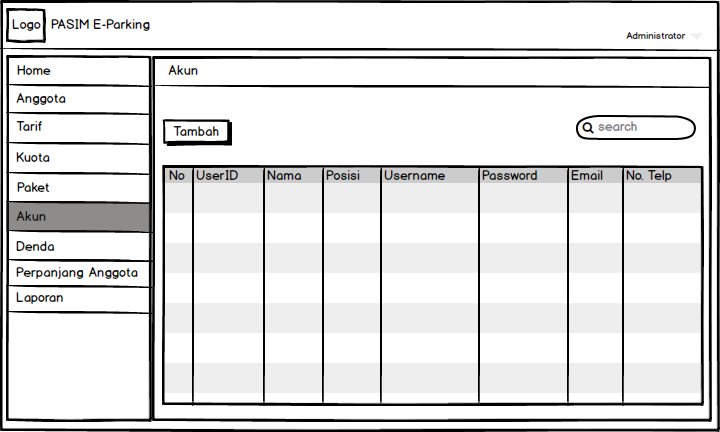 Logo PASIM E-Parking
Administrator
Home
Anggota
Tarif
Kuota
Paket
Akun
Denda
Perpanjang Anggota
Laporan
Akun
Tambah
search
No UserID Nama Posisi Username Password Email No. Telp